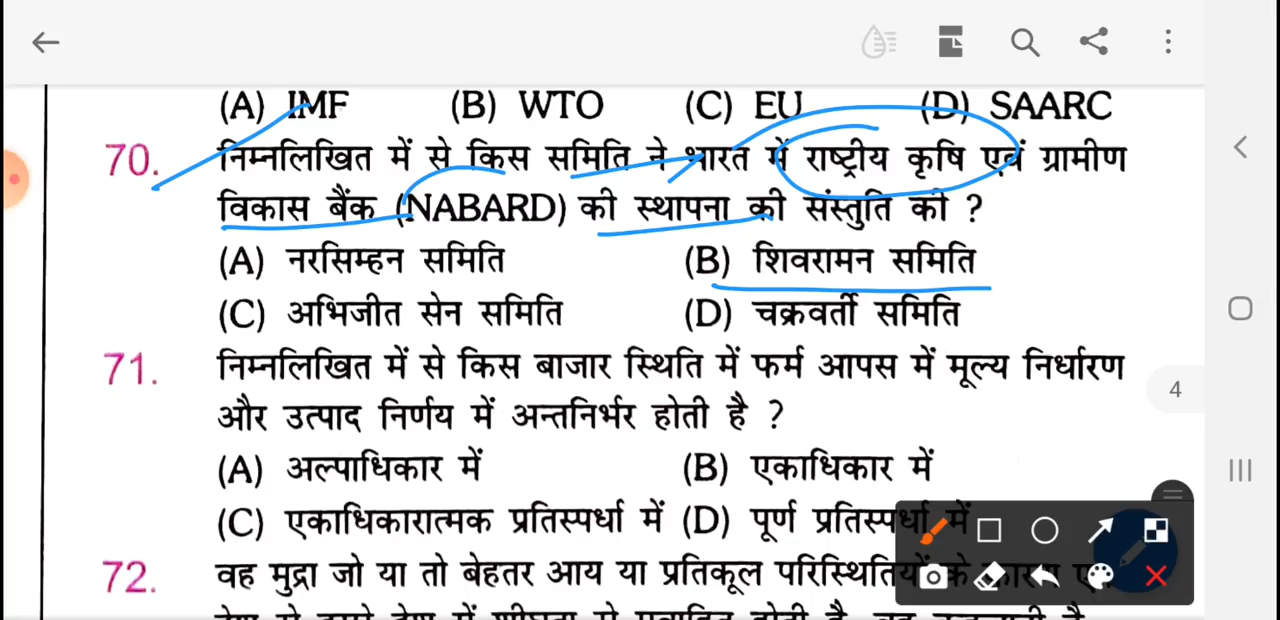 (A) IMF (B) WTO (C) EU (D) SAARC
70. निम्नलिखित में से किस समिति ने भारत में राष्ट्रीय कृषि एवं ग्रामीण
विकास बैंक (NABARD) की स्थापना की संस्तुति की ?
(A) नरसिम्हन समिति (B) शिवरामन समिति
(C) अभिजीत सेन समिति (D) चक्रवर्ती समिति
71. निम्नलिखित में से किस बाजार स्थिति में फर्म आपस में मूल्य निर्धारण
और उत्पाद निर्णय में अन्तनिर्भर होती है ?
(A) अल्पाधिकार में (B) एकाधिकार में
(C) एकाधिकारात्मक प्रतिस्पर्धा में (D) पूर्ण प्रतिस्पर्धा में
72. वह मुद्रा जो या तो बेहतर आय या प्रतिकूल परिस्थितियों के कारण
4